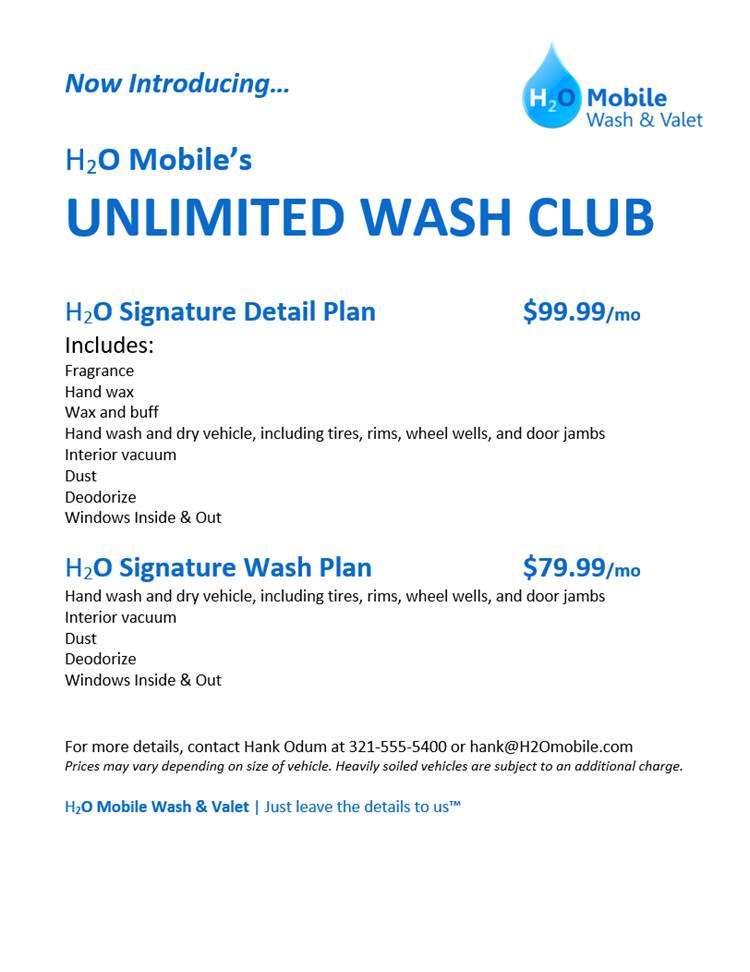 Now Introducing…
H₂O Mobile
Wash & Valet
H₂O Mobile’s
UNLIMITED WASH CLUB
H₂O Signature Detail Plan $99.99/mo
Includes:
Fragrance
Hand wax
Wax and buff
Hand wash and dry vehicle, including tires, rims, wheel wells, and door jambs
Interior vacuum
Dust
Deodorize
Windows Inside & Out
H₂O Signature Wash Plan $79.99/mo
Hand wash and dry vehicle, including tires, rims, wheel wells, and door jambs
Interior vacuum
Dust
Deodorize
Windows Inside & Out
For more details, contact Hank Odum at 321-555-5400 or hank@H2Omobile.com
Prices may vary depending on size of vehicle. Heavily soiled vehicles are subject to an additional charge.
H₂O Mobile Wash & Valet | Just leave the details to us™